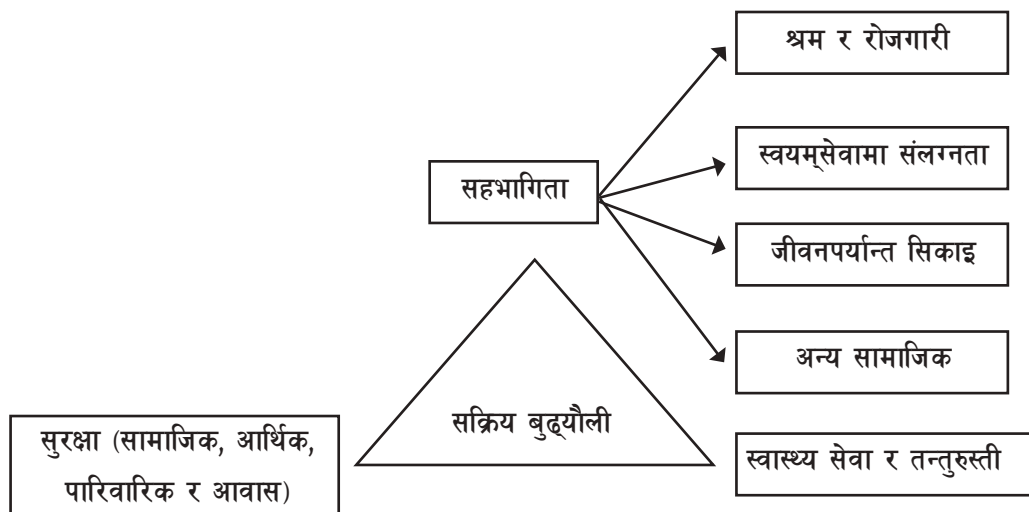 श्रम र रोजगारी
स्वयम्‌सेवामा संलग्नता
सहभागिता
जीवनपर्यान्त सिकाइ
अन्य सामाजिक
सक्रिय बुढ्यौली
सुरक्षा (सामाजिक, आर्थिक,
पारिवारिक र आवास)
स्वास्थ्य सेवा र तन्तुरुस्ती